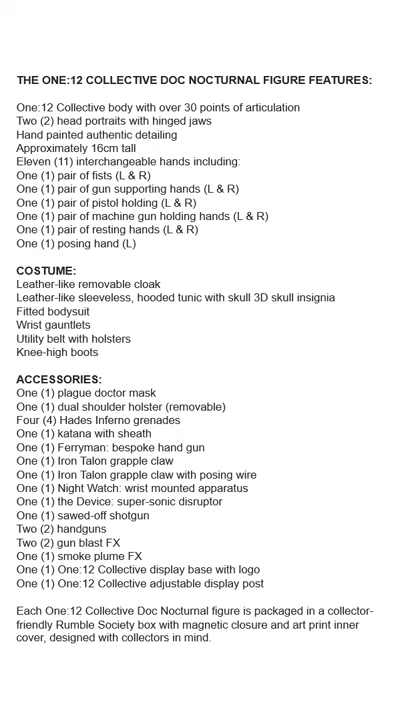 THE ONE:12 COLLECTIVE DOC NOCTURNAL FIGURE FEATURES:
One:12 Collective body with over 30 points of articulation
Two (2) head portraits with hinged jaws
Hand painted authentic detailing
Approximately 16cm tall
Eleven (11) interchangeable hands including:
One (1) pair of fists (L & R)
One (1) pair of gun supporting hands (L & R)
One (1) pair of pistol holding (L & R)
One (1) pair of machine gun holding hands (L & R)
One (1) pair of resting hands (L & R)
One (1) posing hand (L)
COSTUME:
Leather-like removable cloak
Leather-like sleeveless, hooded tunic with skull 3D skull insignia
Fitted bodysuit
Wrist gauntlets
Utility belt with holsters
Knee-high boots
ACCESSORIES:
One (1) plague doctor mask
One (1) dual shoulder holster (removable)
Four (4) Hades Inferno grenades
One (1) katana with sheath
One (1) Ferryman: bespoke hand gun
One (1) Iron Talon grapple claw
One (1) Iron Talon grapple claw with posing wire
One (1) Night Watch: wrist mounted apparatus
One (1) the Device: super-sonic disruptor
One (1) sawed-off shotgun
Two (2) handguns
Two (2) gun blast FX
One (1) smoke plume FX
One (1) One:12 Collective display base with logo
One (1) One:12 Collective adjustable display post
Each One:12 Collective Doc Nocturnal figure is packaged in a collector-
friendly Rumble Society box with magnetic closure and art print inner
cover, designed with collectors in mind.